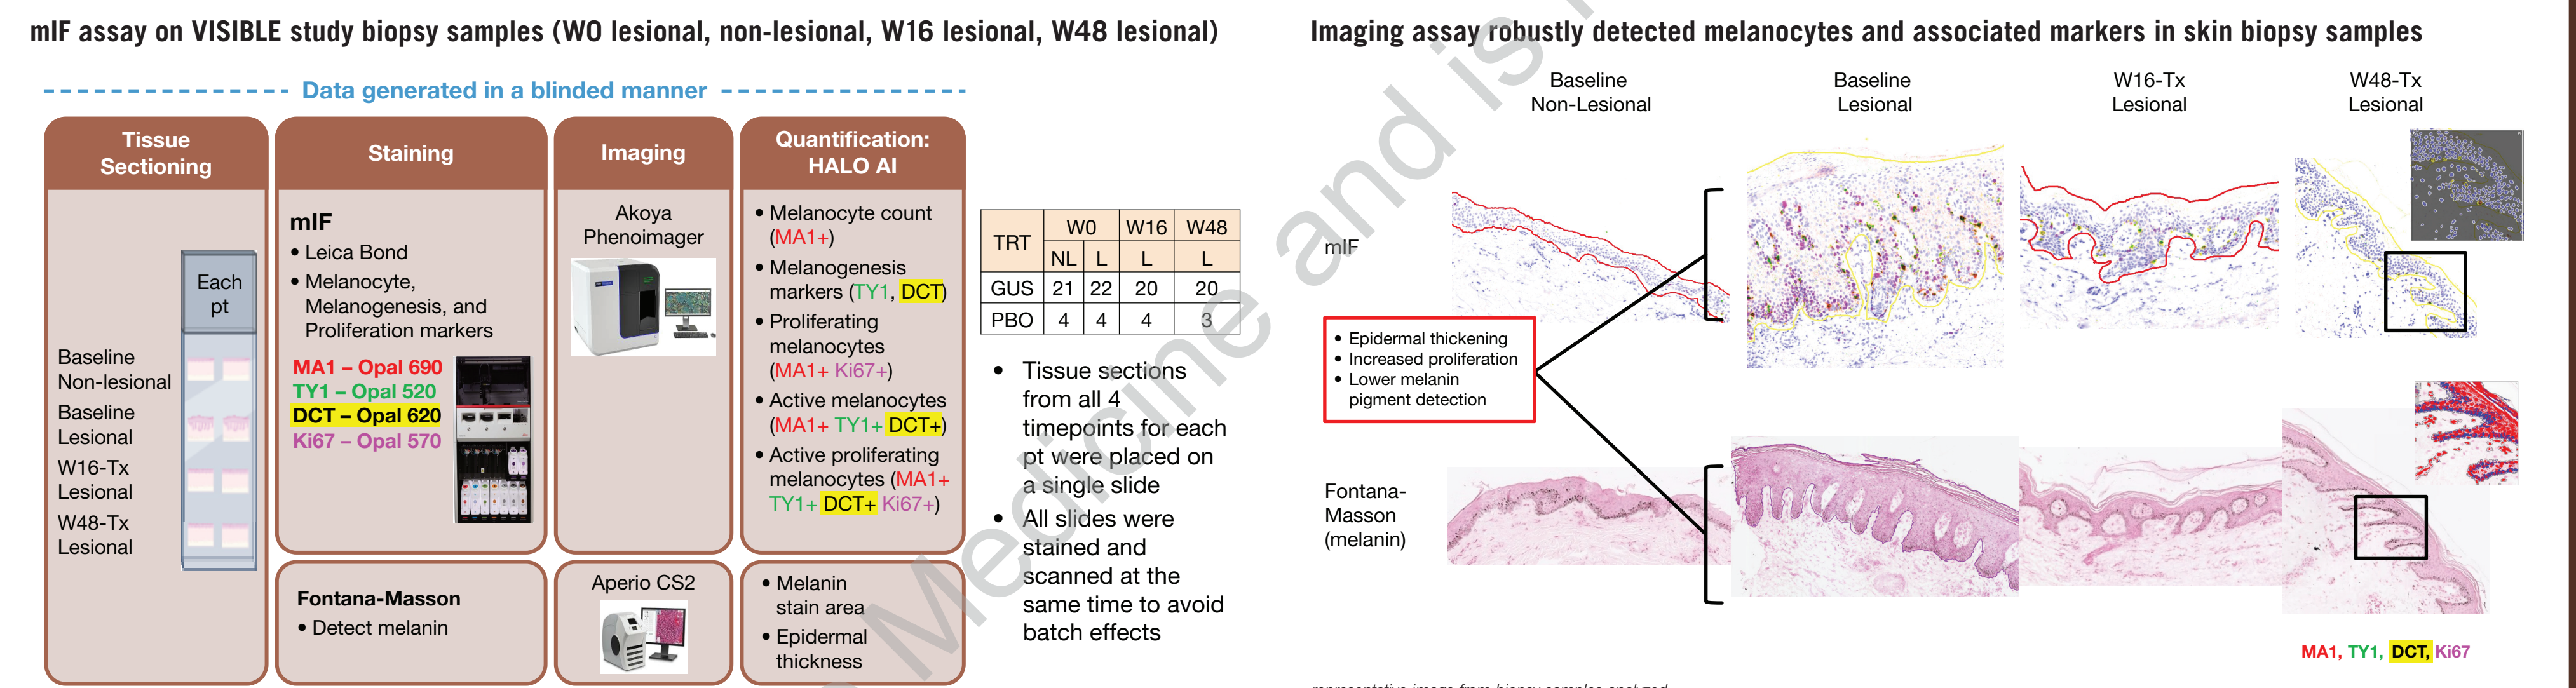 mIF assay on VISIBLE study biopsy samples (W0 lesional, non-lesional, W16 lesional, W48 lesional)
Data generated in a blinded manner
Tissue
Sectioning
Each
pt
Baseline
Non-lesional
Baseline
Lesional
W16-Tx
Lesional
W48-Tx
Lesional
Staining
mIF
• Leica Bond
• Melanocyte,
Melanogenesis, and
Proliferation markers
MA1 – Opal 690
TY1 – Opal 520
DCT – Opal 620
Ki67 – Opal 570
Fontana-Masson
• Detect melanin
Imaging
Akoya
Phenoimager
Aperio CS2
Quantification:
HALO AI
• Melanocyte count
(MA1+)
• Melanogenesis
markers (TY1, DCT)
• Proliferating
melanocytes
(MA1+ Ki67+)
• Active melanocytes
(MA1+ TY1+ DCT+)
• Active proliferating
melanocytes (MA1+
TY1+ DCT+ Ki67+)
• Melanin
stain area
• Epidermal
thickness
TRT W0 W16 W48
NL L L L
GUS 21 22 20 20
PBO 4 4 4 3
• Tissue sections
from all 4
timepoints for each
pt were placed on
a single slide
• All slides were
stained and
scanned at the
same time to avoid
batch effects
Medicine and is
Imaging assay robustly detected melanocytes and associated markers in skin biopsy samples
Baseline
Non-Lesional
Baseline
Lesional
W16-Tx
Lesional
W48-Tx
Lesional
mIF
• Epidermal thickening
• Increased proliferation
• Lower melanin
pigment detection
Fontana-
Masson
(melanin)
MA1, TY1, DCT, Ki67
representative image from biopsy samples analyzed